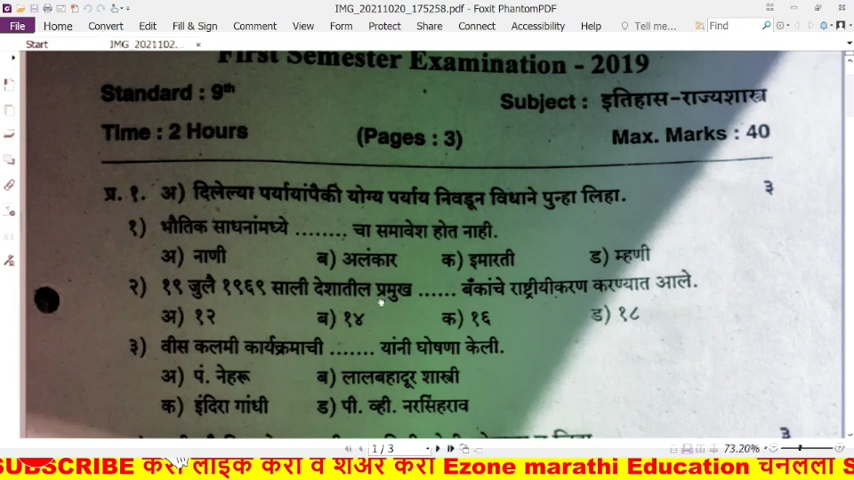 IMG_20211020_175258.pdf - Foxit PhantomPDF
File Home Convert Edit Fill & Sign Comment View Form Protect Share Connect Accessibility Help Tell me... Find
Start IMG_2021102...
First Semester Examination - 2019
Standard : 9th
Subject : इतिहास-राज्यशास्त्र
Time : 2 Hours (Pages : 3) Max. Marks : 40
प्र. १. अ) दिलेल्या पर्यायांपैकी योग्य पर्याय निवडून विधाने पुन्हा लिहा. ३
१) भौतिक साधनांमध्ये ........ चा समावेश होत नाही.
अ) नाणी ब) अलंकार क) इमारती ड) म्हणी
२) १९ जुलै १९६९ साली देशातील प्रमुख ...... बँकांचे राष्ट्रीयीकरण करण्यात आले.
अ) १२ ब) १४ क) १६ ड) १८
३) वीस कलमी कार्यक्रमाची ....... यांनी घोषणा केली.
अ) पं. नेहरू ब) लालबहादूर शास्त्री
क) इंदिरा गांधी ड) पी. व्ही. नरसिंहराव
३
1 / 3 73.20%
SUBSCRIBE करा लाइक करा व शेअर करा Ezone marathi Education चॅनलला S